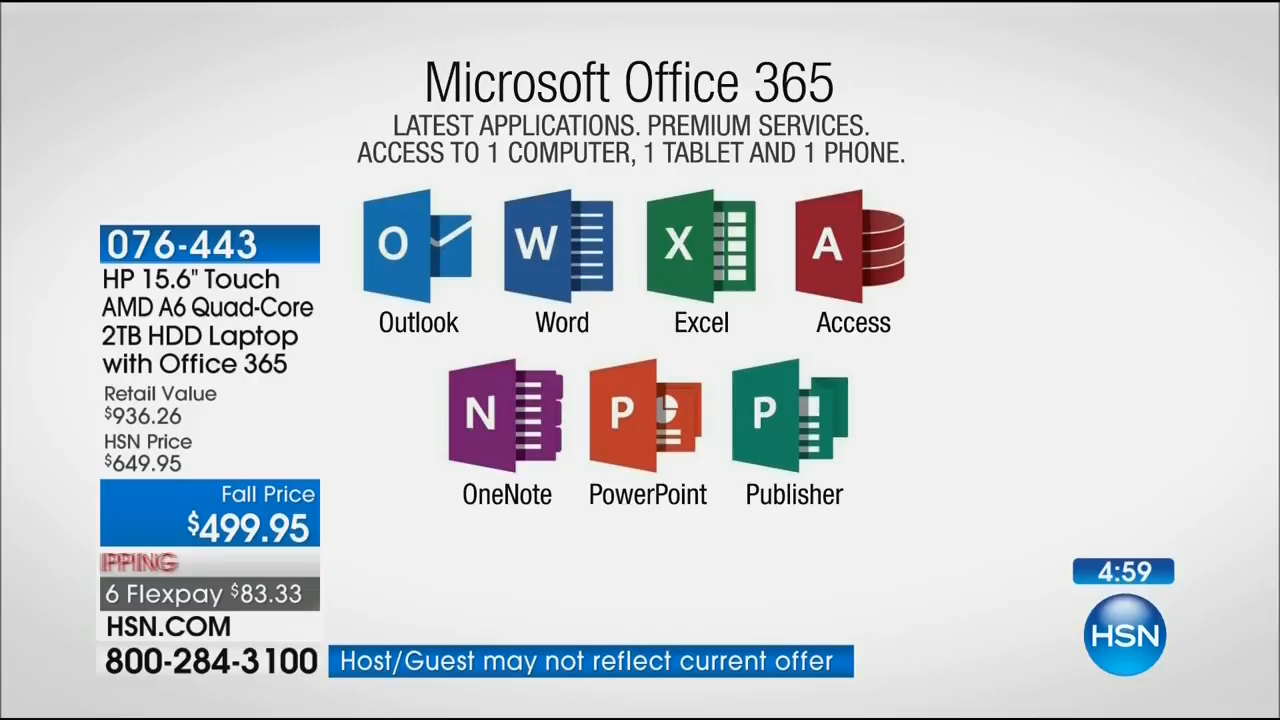 Microsoft Office 365
LATEST APPLICATIONS. PREMIUM SERVICES.
ACCESS TO 1 COMPUTER, 1 TABLET AND 1 PHONE.
O
W
X
A
Outlook
Word
Excel
Access
N
P
P
OneNote
PowerPoint
Publisher
076-443
HP 15.6" Touch
AMD A6 Quad-Core
2TB HDD Laptop
with Office 365
Retail Value
$936.26
HSN Price
$649.95
Fall Price
$499.95
IPPING
6 Flexpay $83.33
HSN.COM
800-284-3100
Host/Guest may not reflect current offer
4:59
HSN